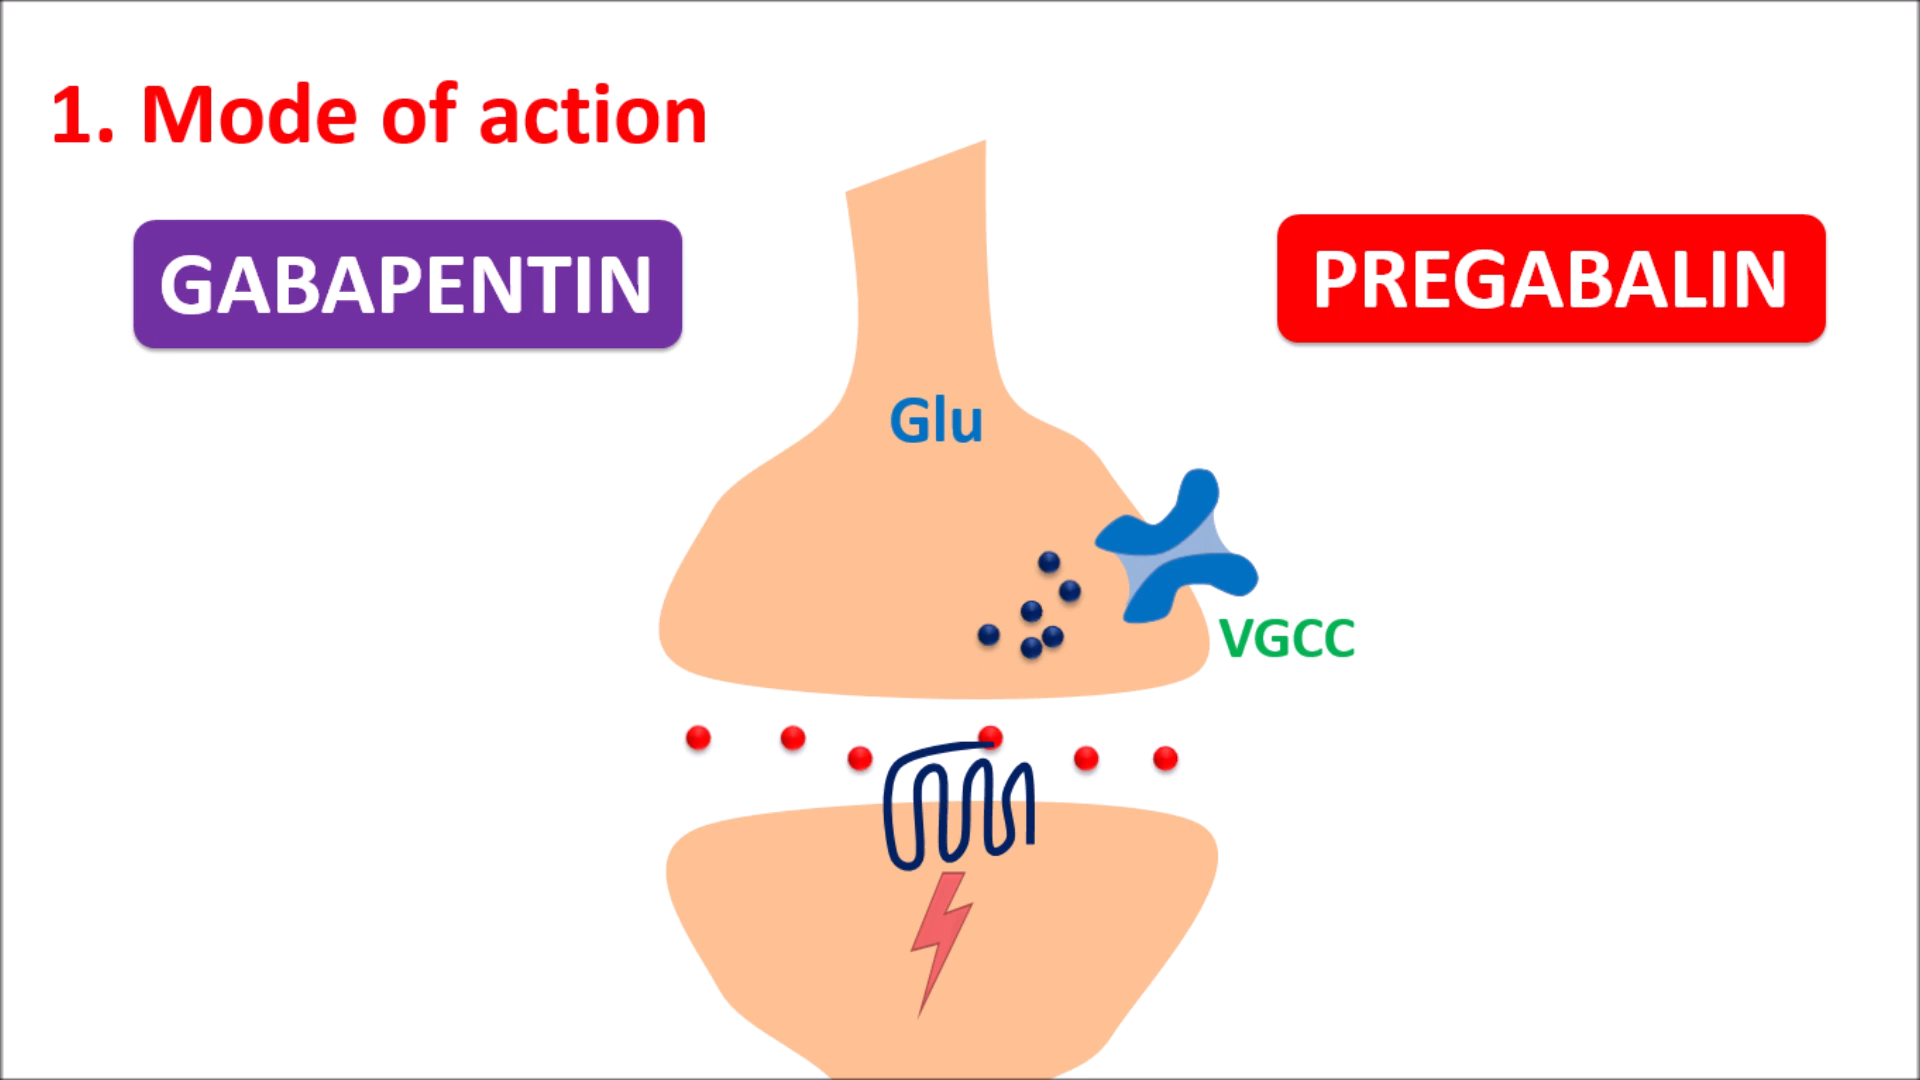 1. Mode of action
GABAPENTIN
PREGABALIN
Glu
VGCC